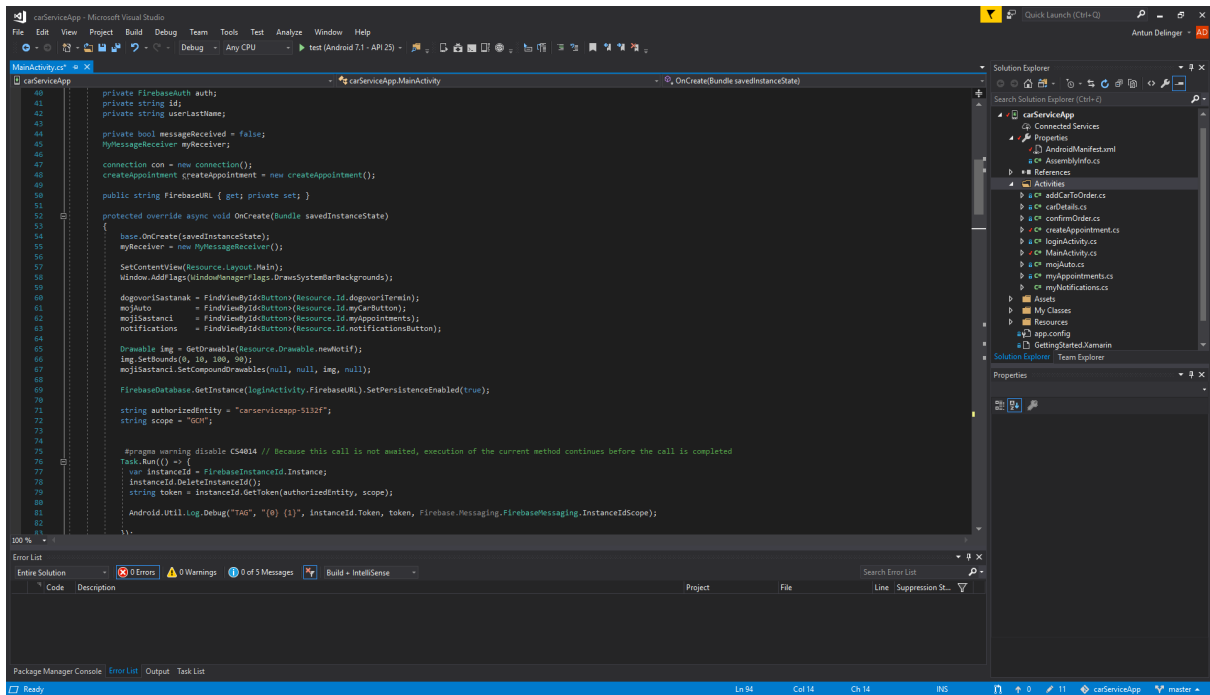 carServiceApp - Microsoft Visual Studio
Quick Launch (Ctrl+Q)
File Edit View Project Build Debug Team Tools Test Analyze Window Help
Antun Delinger AD
Debug Any CPU test (Android 7.1 - API 25)
MainActivity.cs*
carServiceApp carServiceApp.MainActivity OnCreate(Bundle savedInstanceState)
40 private FirebaseAuth auth;
41 private string id;
42 private string userLastName;
43
44 private bool messageReceived = false;
45 MyMessageReceiver myReceiver;
46
47 connection con = new connection();
48 createAppointment createAppointment = new createAppointment();
49
50 public string FirebaseURL { get; private set; }
51
52 protected override async void OnCreate(Bundle savedInstanceState)
53 {
54 base.OnCreate(savedInstanceState);
55 myReceiver = new MyMessageReceiver();
56
57 SetContentView(Resource.Layout.Main);
58 Window.AddFlags(WindowManagerFlags.DrawsSystemBarBackgrounds);
59
60 dogovoriSastanak = FindViewById<Button>(Resource.Id.dogovoriTermin);
61 mojAuto = FindViewById<Button>(Resource.Id.myCarButton);
62 mojiSastanci = FindViewById<Button>(Resource.Id.myAppointments);
63 notifications = FindViewById<Button>(Resource.Id.notificationsButton);
64
65 Drawable img = GetDrawable(Resource.Drawable.newNotif);
66 img.SetBounds(0, 10, 100, 90);
67 mojiSastanci.SetCompoundDrawables(null, null, img, null);
68
69 FirebaseDatabase.GetInstance(loginActivity.FirebaseURL).SetPersistenceEnabled(true);
70
71 string authorizedEntity = "carserviceapp-5132f";
72 string scope = "GCM";
73
74
75 #pragma warning disable CS4014 // Because this call is not awaited, execution of the current method continues before the call is completed
76 Task.Run(() => {
77 var instanceId = FirebaseInstanceId.Instance;
78 instanceId.DeleteInstanceId();
79 string token = instanceId.GetToken(authorizedEntity, scope);
80
81 Android.Util.Log.Debug("TAG", "{0} {1}", instanceId.Token, token, Firebase.Messaging.FirebaseMessaging.InstanceIdScope);
82
83 });
100 %
Error List
Entire Solution 0 Errors 0 Warnings 0 of 5 Messages Build + IntelliSense Search Error List
Code Description Project File Line Suppression St...
Package Manager Console Error List Output Task List
Solution Explorer
Search Solution Explorer (Ctrl+č)
carServiceApp
Connected Services
Properties
AndroidManifest.xml
C# AssemblyInfo.cs
References
Activities
C# addCarToOrder.cs
C# carDetails.cs
C# confirmOrder.cs
C# createAppointment.cs
C# loginActivity.cs
C# MainActivity.cs
C# mojAuto.cs
C# myAppointments.cs
C# myNotifications.cs
Assets
My Classes
Resources
app.config
GettingStarted.Xamarin
Solution Explorer Team Explorer
Properties
Ready Ln 94 Col 14 Ch 14 INS 0 11 carServiceApp master